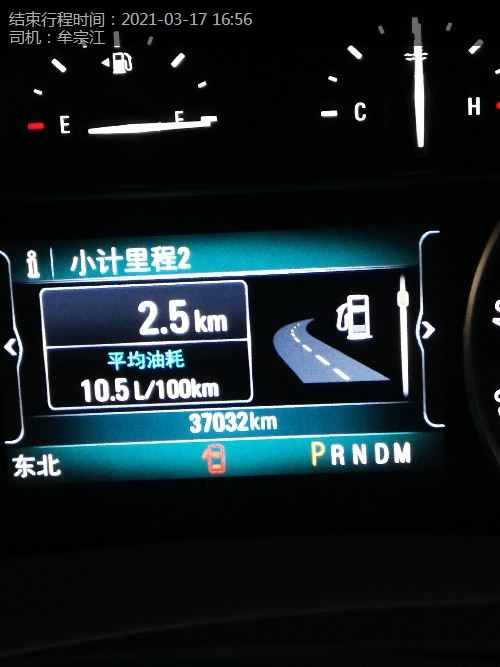 结束行程时间：2021-03-17 16:56
司机：牟宗江
E F
C H
小计里程2
2.5 km
平均油耗
10.5 L/100km
37032km
东北 PRNDM